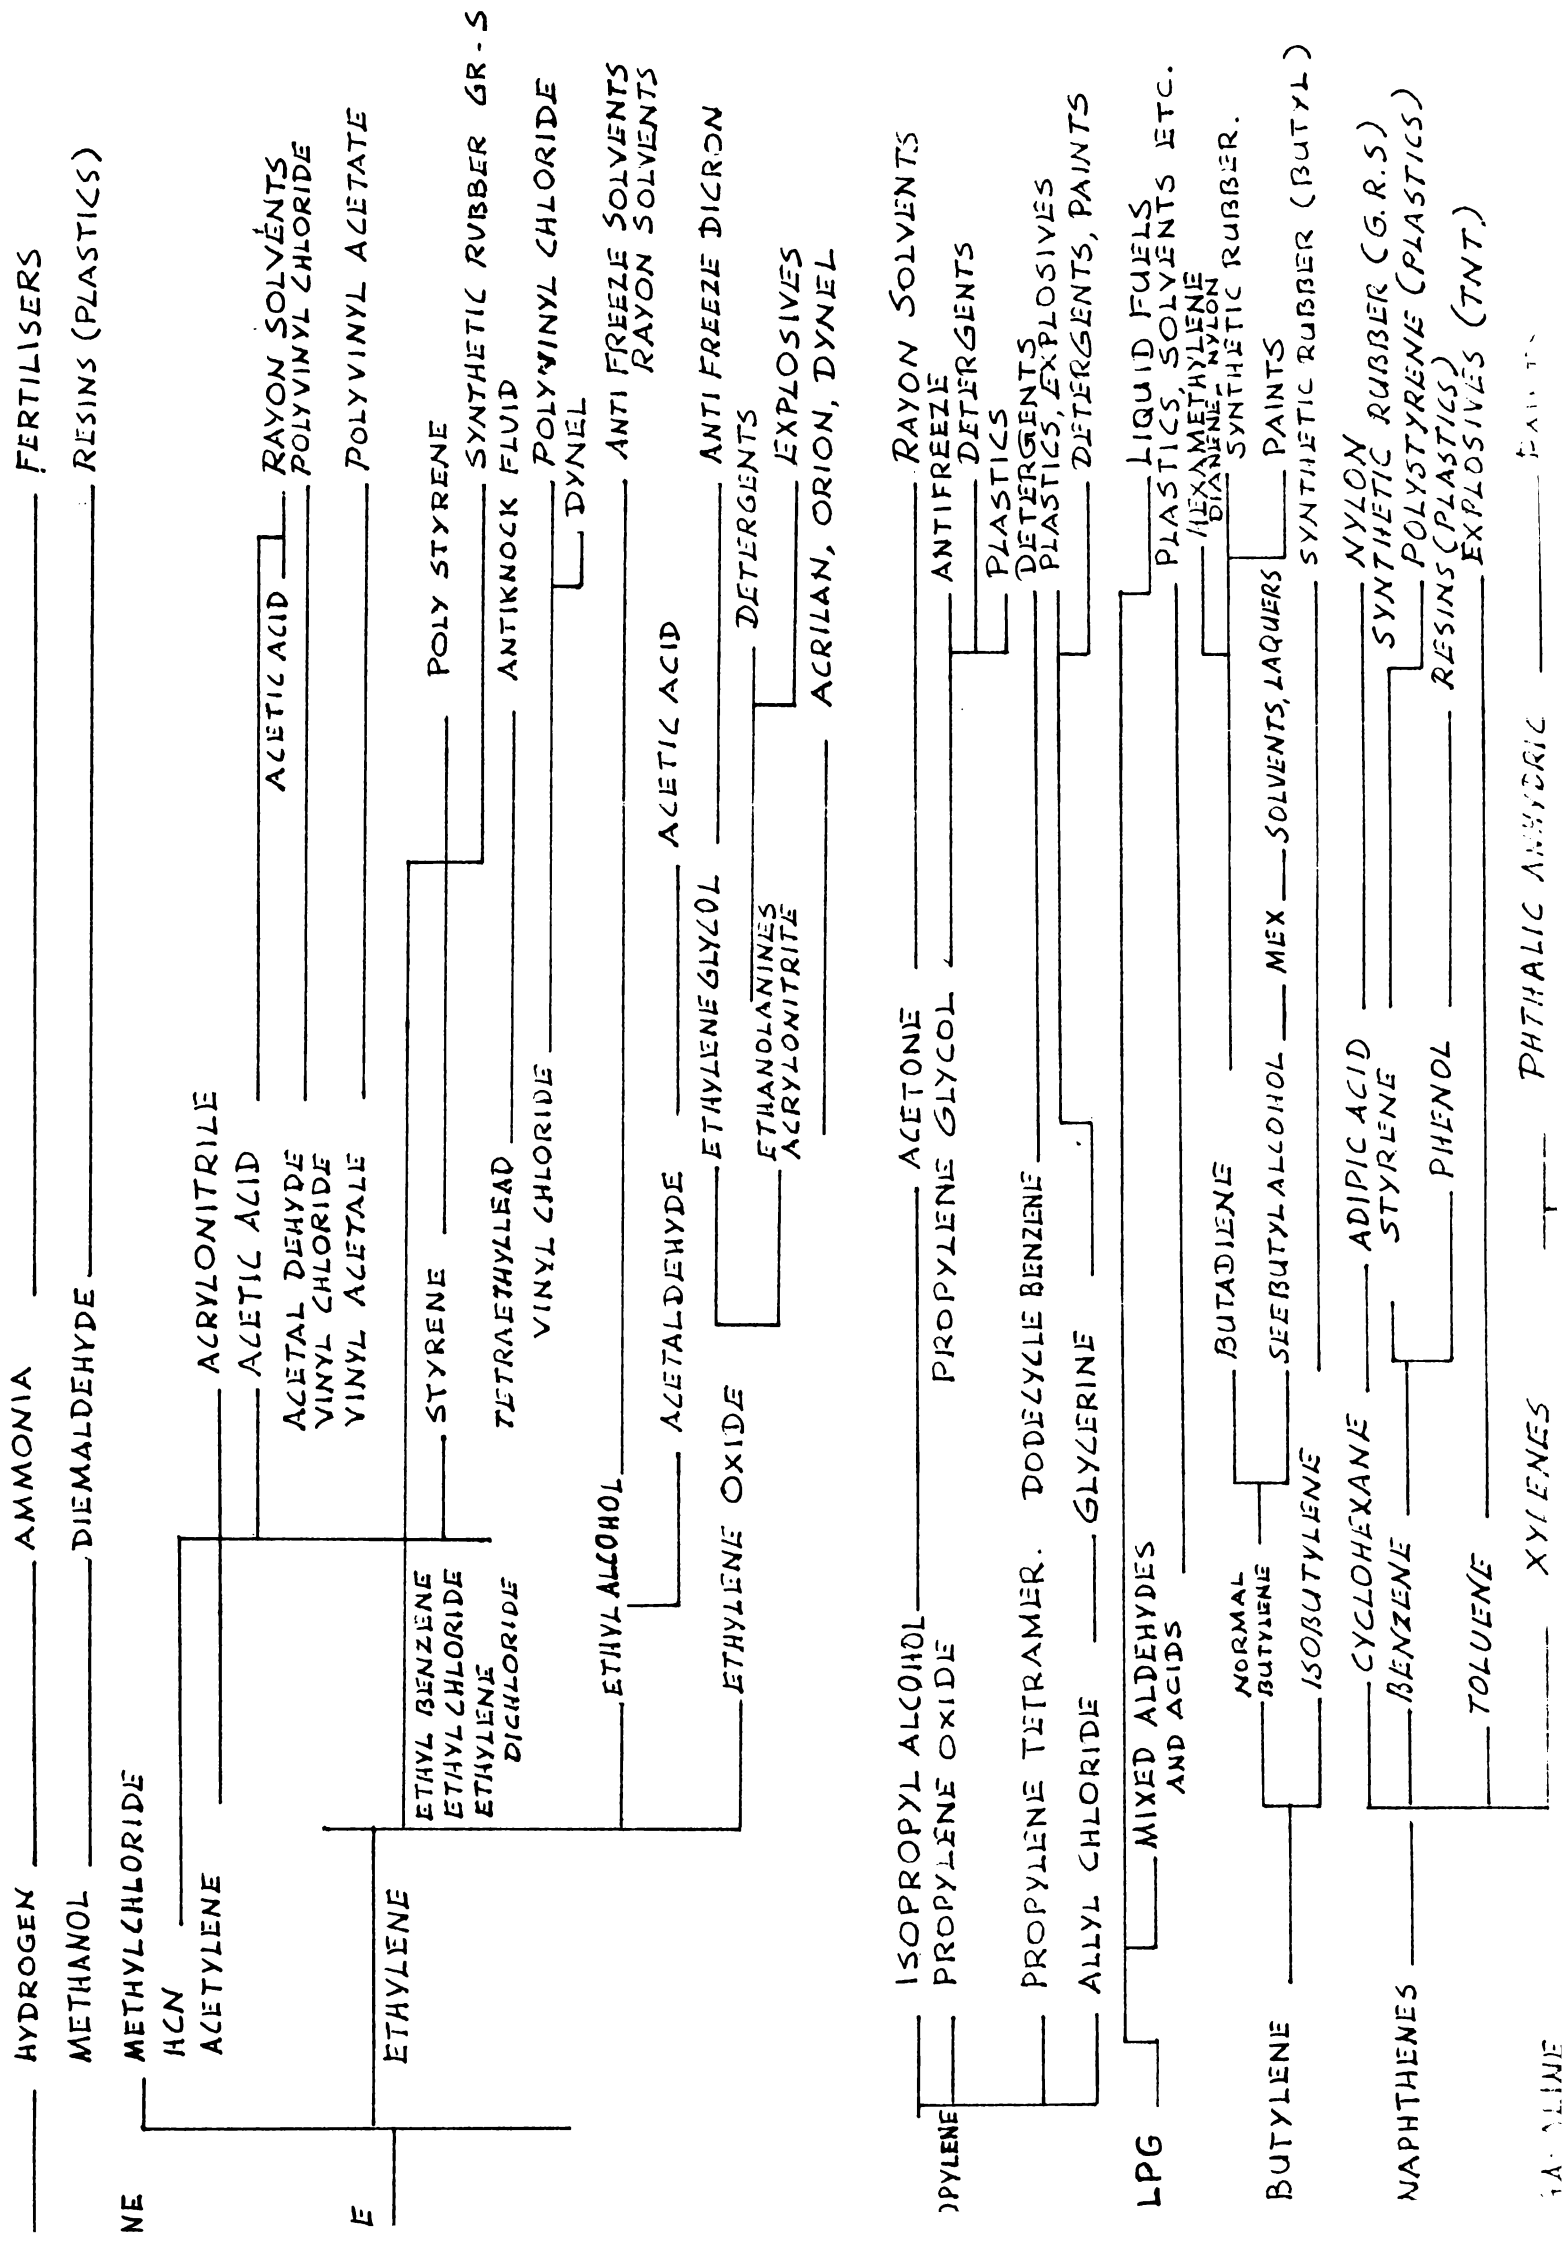 HYDROGEN AMMONIA FERTILISERS
METHANOL DIEMALDEHYDE RESINS (PLASTICS)
NE METHYLCHLORIDE
HCN
ACETYLENE ACRYLONITRILE
ACETIC ACID ACETIC ACID RAYON SOLVENTS
ACETAL DEHYDE
VINYL CHLORIDE POLYVINYL CHLORIDE
VINYL ACETALE POLYVINYL ACETATE
E ETHYLENE
ETHYL BENZENE STYRENE POLY STYRENE
ETHYL CHLORIDE SYNTHETIC RUBBER GR-S
ETHYLENE
DICHLORIDE
TETRAETHYLLEAD ANTIKNOCK FLUID
VINYL CHLORIDE POLYVINYL CHLORIDE
DYNEL
ETHYL ALCOHOL ANTI FREEZE SOLVENTS
RAYON SOLVENTS
ACETALDEHYDE ACETIC ACID
ETHYLENE OXIDE ETHYLENE GLYCOL ANTI FREEZE DICRON
ETHANOLANINES DETERGENTS
ACRYLONITRITE EXPLOSIVES
ACRILAN, ORION, DYNEL
OPYLENE ISOPROPYL ALCOHOL ACETONE RAYON SOLVENTS
PROPYLENE OXIDE PROPYLENE GLYCOL ANTIFREEZE
DETERGENTS
PLASTICS
PROPYLENE TETRAMER. DODECYCLE BENZENE DETERGENTS
PLASTICS, EXPLOSIVES
ALLYL CHLORIDE GLYCERINE DETERGENTS, PAINTS
LPG MIXED ALDEHYDES
AND ACIDS
LIQUID FUELS
PLASTICS, SOLVENTS ETC.
BUTYLENE NORMAL
BUTYLENE
BUTADIENE HEXAMETHYLENE
DIANENE, NYLON
SYNTHETIC RUBBER.
SEEBUTYL ALCOHOL MEX SOLVENTS, LAQUERS PAINTS
ISOBUTYLENE SYNTHETIC RUBBER (BUTYL)
NAPHTHENES CYCLOHEXANE ADIPIC ACID NYLON
BENZENE STYRENE SYNTHETIC RUBBER (G.R.S)
POLYSTYRENE (PLASTICS)
PHENOL RESINS (PLASTICS)
TOLUENE EXPLOSIVES (TNT)
XYLENES PHTHALIC ANHYDRIC